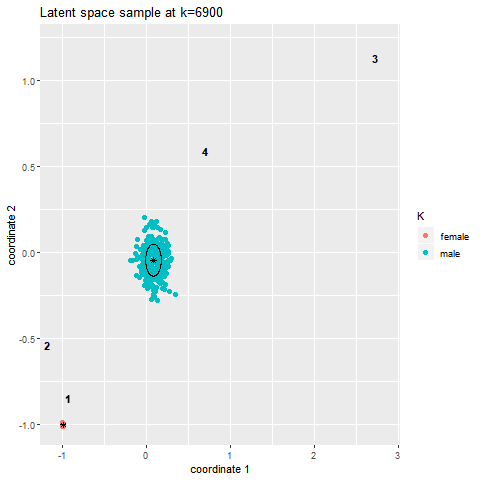 Latent space sample at k=6900
3
1.0
4
0.5
K
female
male
0.0
coordinate 2
-0.5
2
1
-1.0
-1 0 1 2 3
coordinate 1